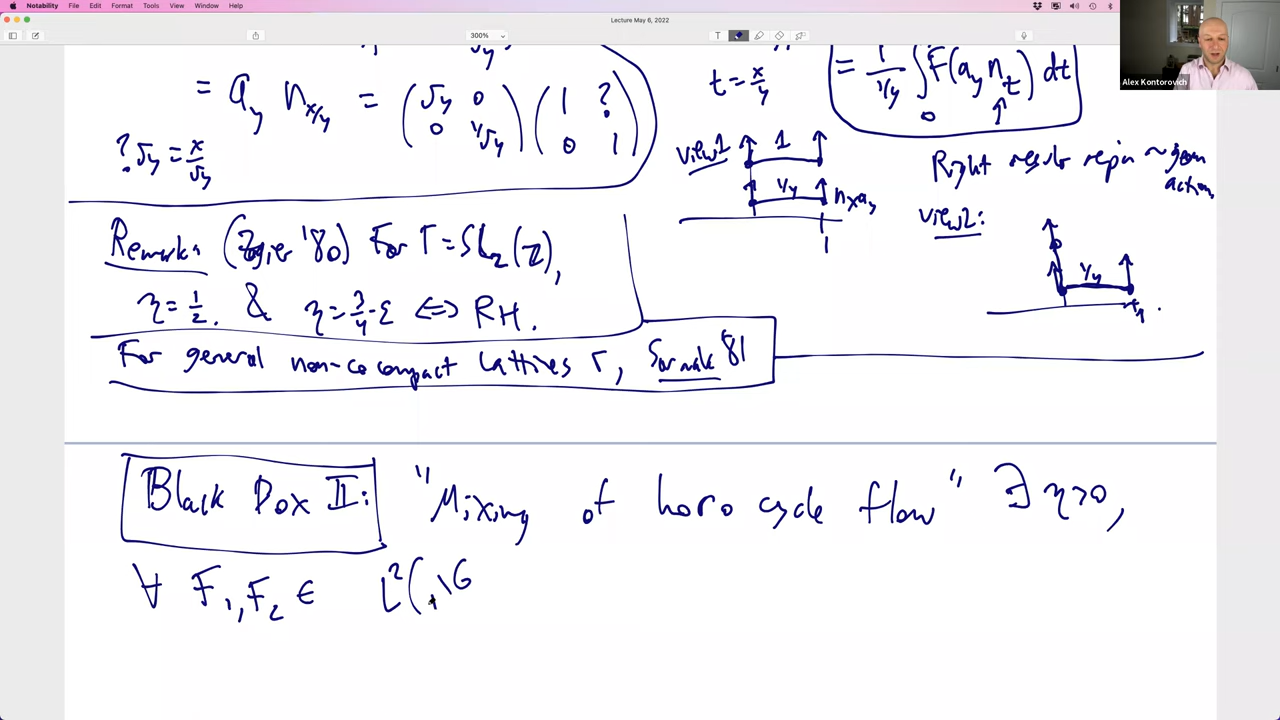 Notability File Edit Format Tools View Window Help
Lecture May 6, 2022
300%
Alex Kontorovich
= a_y n_{x/y} = (√y 0 0 1/√y) (1 ? 0 1)
? √y = x/√y
t = x/y
= 1/(1/y) ∫_0 F(a_y n_t) dt
view1 1
1/y n_x a_y
1
Right regular repn ~ geom action
view2:
1/y
Remarks (Zagier '80) For Γ = SL_2(ℤ),
η = 1/2. & η = 3/4 - ε ⟺ RH.
For general non-cocompact lattices Γ, Sarnak '81
Black Box II: "Mixing of horocycle flow" ∃ η>0,
∀ F_1, F_2 ∈ L^2( \G